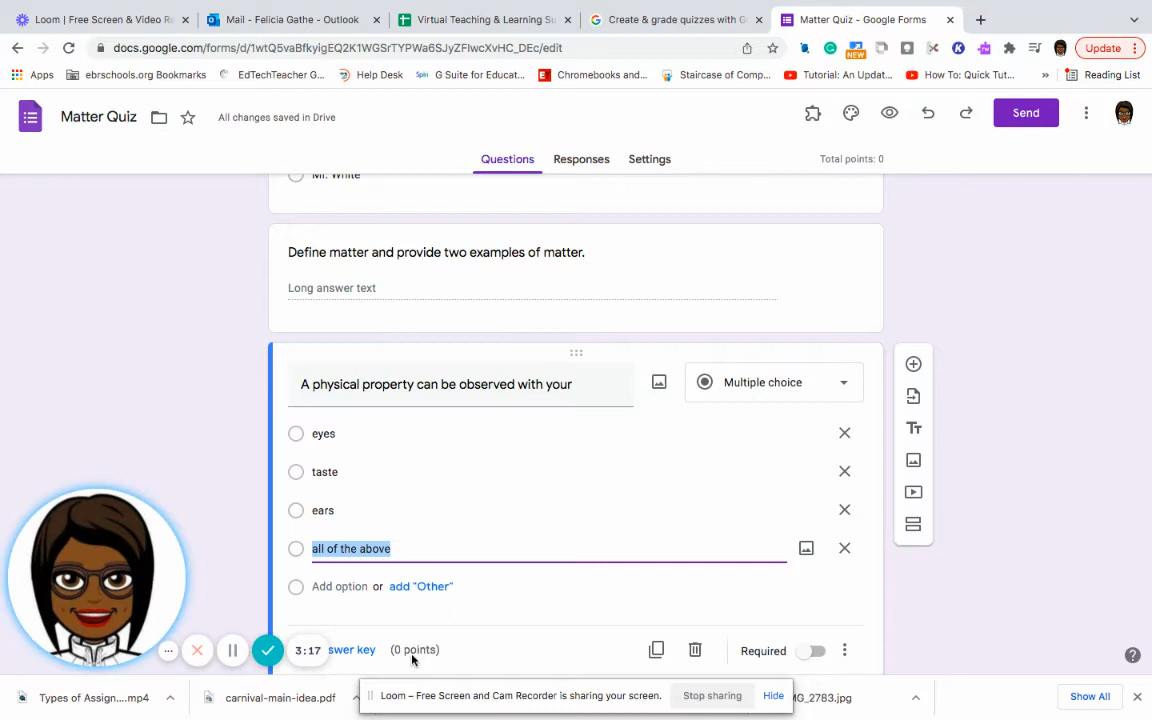 Loom | Free Screen & Video Re
Mail - Felicia Gathe - Outlook
Virtual Teaching & Learning Su
Create & grade quizzes with G
Matter Quiz - Google Forms
docs.google.com/forms/d/1wtQ5vaBfkyigEQ2K1WGSrTYPWa6SJyZFIwcXvHC_DEc/edit
NEW
Update
Apps
ebrschools.org Bookmarks
EdTechTeacher G...
Help Desk
G Suite for Educat...
Chromebooks and...
Staircase of Comp...
Tutorial: An Updat...
How To: Quick Tut...
»
Reading List
Matter Quiz
All changes saved in Drive
Send
Questions
Responses
Settings
Total points: 0
Mr. White
Define matter and provide two examples of matter.
Long answer text
A physical property can be observed with your
Multiple choice
eyes
taste
ears
all of the above
Add option or add "Other"
3:17
swer key
(0 points)
Required
Types of Assign....mp4
carnival-main-idea.pdf
Loom – Free Screen and Cam Recorder is sharing your screen.
Stop sharing
Hide
MG_2783.jpg
Show All